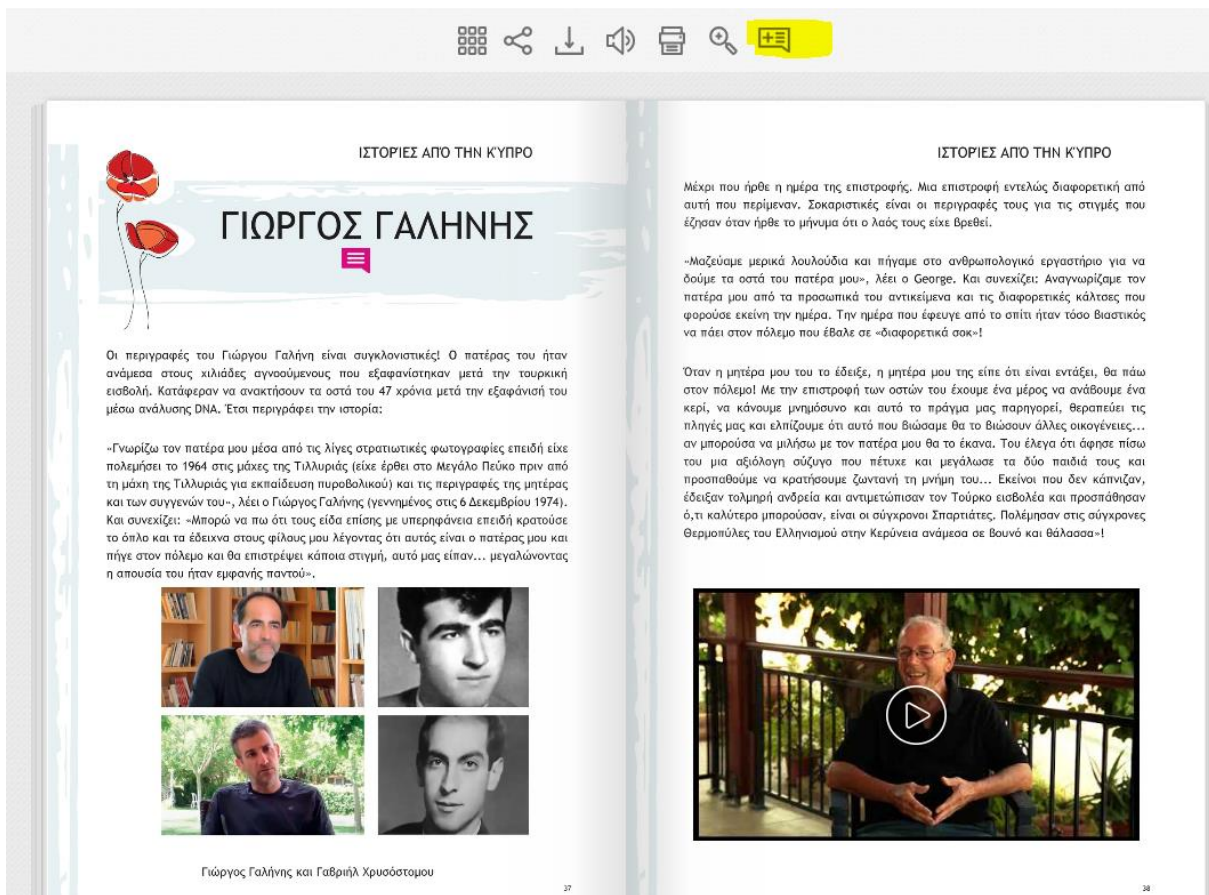 ΙΣΤΟΡΊΕΣ ΑΠΌ ΤΗΝ ΚΎΠΡΟ
ΓΙΩΡΓΟΣ ΓΑΛΗΝΗΣ
Οι περιγραφές του Γιώργου Γαλήνη είναι συγκλονιστικές! Ο πατέρας του ήταν
ανάμεσα στους χιλιάδες αγνοούμενους που εξαφανίστηκαν μετά την τουρκική
εισβολή. Κατάφεραν να ανακτήσουν τα οστά του 47 χρόνια μετά την εξαφάνισή του
μέσω ανάλυσης DNA. Έτσι περιγράφει την ιστορία:
«Γνωρίζω τον πατέρα μου μέσα από τις λίγες στρατιωτικές φωτογραφίες επειδή είχε
πολεμήσει το 1964 στις μάχες της Τιλλυριάς (είχε έρθει στο Μεγάλο Πεύκο πριν από
τη μάχη της Τιλλυριάς για εκπαίδευση πυροβολικού) και τις περιγραφές της μητέρας
και των συγγενών του», λέει ο Γιώργος Γαλήνης (γεννημένος στις 6 Δεκεμβρίου 1974).
Και συνεχίζει: «Μπορώ να πω ότι τους είδα επίσης με υπερηφάνεια επειδή κρατούσε
το όπλο και τα έδειχνα στους φίλους μου λέγοντας ότι αυτός είναι ο πατέρας μου και
πήγε στον πόλεμο και θα επιστρέψει κάποια στιγμή, αυτό μας είπαν... μεγαλώνοντας
η απουσία του ήταν εμφανής παντού».
Γιώργος Γαλήνης και Γαβριήλ Χρυσόστομου
37
ΙΣΤΟΡΊΕΣ ΑΠΌ ΤΗΝ ΚΎΠΡΟ
Μέχρι που ήρθε η ημέρα της επιστροφής. Μια επιστροφή εντελώς διαφορετική από
αυτή που περίμεναν. Σοκαριστικές είναι οι περιγραφές τους για τις στιγμές που
έζησαν όταν ήρθε το μήνυμα ότι ο λαός τους είχε βρεθεί.
«Μαζεύαμε μερικά λουλούδια και πήγαμε στο ανθρωπολογικό εργαστήριο για να
δούμε τα οστά του πατέρα μου», λέει ο George. Και συνεχίζει: Αναγνωρίζαμε τον
πατέρα μου από τα προσωπικά του αντικείμενα και τις διαφορετικές κάλτσες που
φορούσε εκείνη την ημέρα. Την ημέρα που έφευγε από το σπίτι ήταν τόσο βιαστικός
να πάει στον πόλεμο που έβαλε σε «διαφορετικά σοκ»!
Όταν η μητέρα μου του το έδειξε, η μητέρα μου της είπε ότι είναι εντάξει, θα πάω
στον πόλεμο! Με την επιστροφή των οστών του έχουμε ένα μέρος να ανάβουμε ένα
κερί, να κάνουμε μνημόσυνο και αυτό το πράγμα μας παρηγορεί, θεραπεύει τις
πληγές μας και ελπίζουμε ότι αυτό που βιώσαμε θα το βιώσουν άλλες οικογένειες...
αν μπορούσα να μιλήσω με τον πατέρα μου θα το έκανα. Του έλεγα ότι άφησε πίσω
του μια αξιόλογη σύζυγο που πέτυχε και μεγάλωσε τα δύο παιδιά τους και
προσπαθούμε να κρατήσουμε ζωντανή τη μνήμη του... Εκείνοι που δεν κάπνιζαν,
έδειξαν τολμηρή ανδρεία και αντιμετώπισαν τον Τούρκο εισβολέα και προσπάθησαν
ό,τι καλύτερο μπορούσαν, είναι οι σύγχρονοι Σπαρτιάτες. Πολέμησαν στις σύγχρονες
Θερμοπύλες του Ελληνισμού στην Κερύνεια ανάμεσα σε βουνό και θάλασσα»!
38